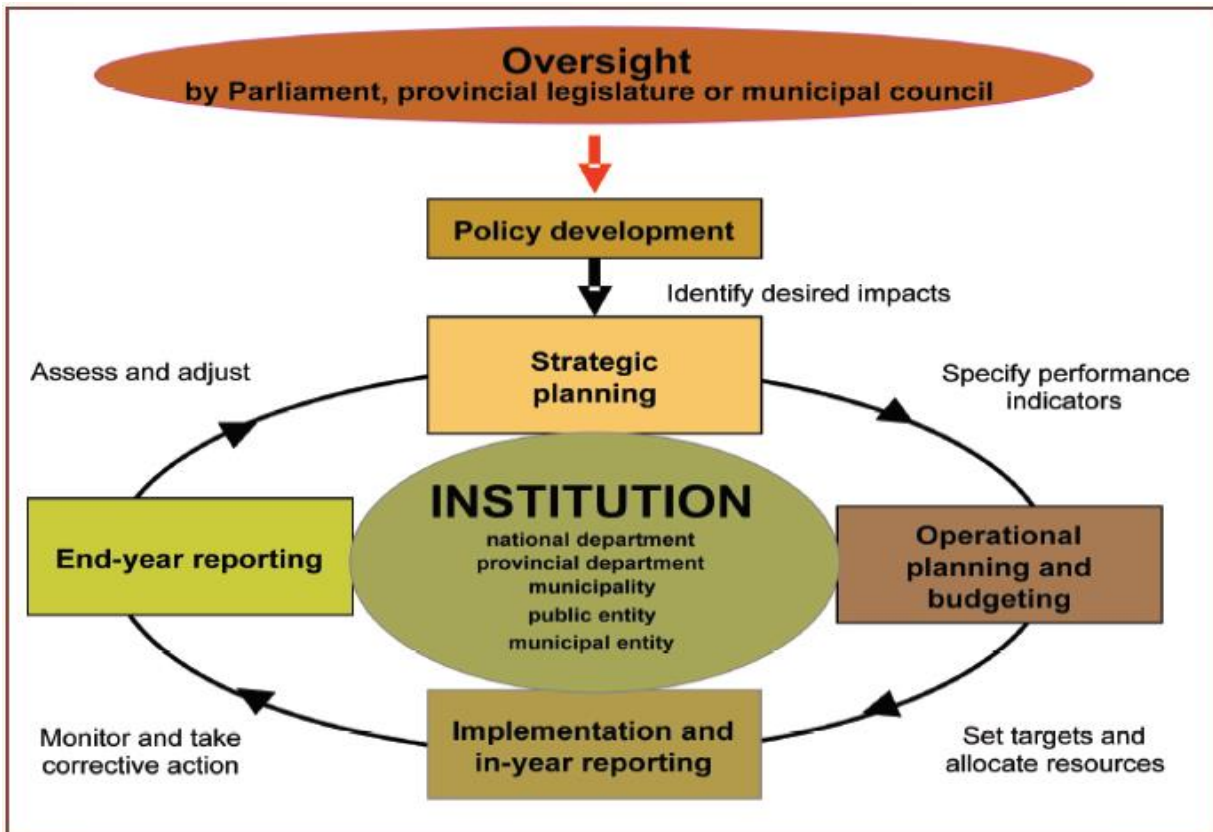 Oversight
by Parliament, provincial legislature or municipal council
Policy development
Identify desired impacts
Strategic
planning
Assess and adjust
Specify performance
indicators
INSTITUTION
national department
provincial department
municipality
public entity
municipal entity
End-year reporting
Operational
planning and
budgeting
Implementation and
in-year reporting
Monitor and take
corrective action
Set targets and
allocate resources